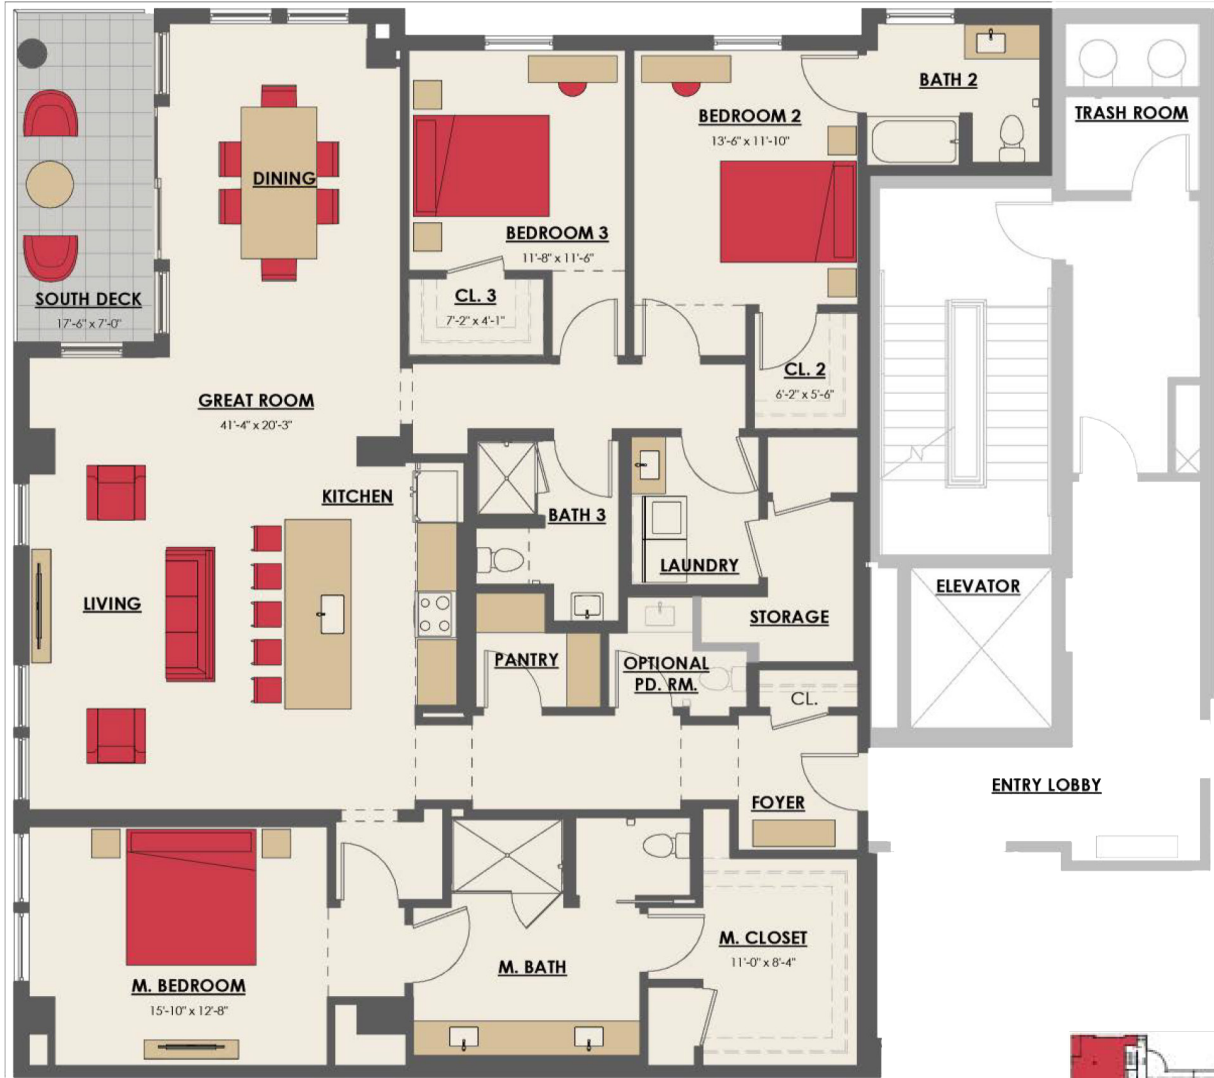 BATH 2
TRASH ROOM
BEDROOM 2
13'-6" x 11'-10"
DINING
BEDROOM 3
11'-8" x 11'-6"
SOUTH DECK
17'-6" x 7'-0"
CL. 3
7'-2" x 4'-1"
CL. 2
6'-2" x 5'-6"
GREAT ROOM
41'-4" x 20'-3"
KITCHEN
BATH 3
LAUNDRY
ELEVATOR
LIVING
STORAGE
PANTRY
OPTIONAL
PD. RM.
CL.
ENTRY LOBBY
FOYER
M. CLOSET
11'-0" x 8'-4"
M. BATH
M. BEDROOM
15'-10" x 12'-8"